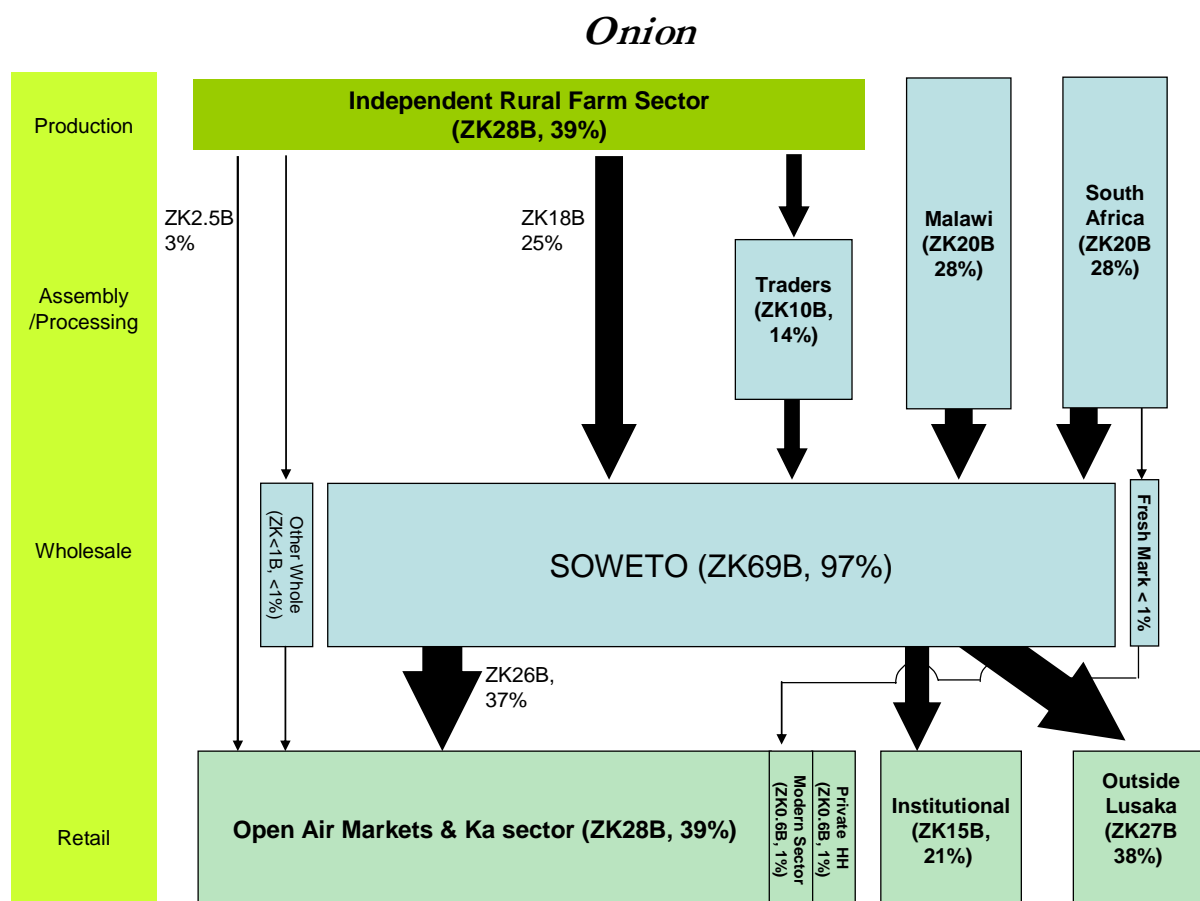 Onion
Production
Independent Rural Farm Sector
(ZK28B, 39%)
ZK2.5B
3%
ZK18B
25%
Malawi
(ZK20B
28%)
South
Africa
(ZK20B
28%)
Assembly
/Processing
Traders
(ZK10B,
14%)
Wholesale
Other Whole
(ZK<1B, <1%)
SOWETO (ZK69B, 97%)
Fresh Mark < 1%
ZK26B,
37%
Retail
Open Air Markets & Ka sector (ZK28B, 39%)
Modern Sector
(ZK0.6B, 1%)
Private HH
(ZK0.6B, 1%)
Institutional
(ZK15B,
21%)
Outside
Lusaka
(ZK27B
38%)